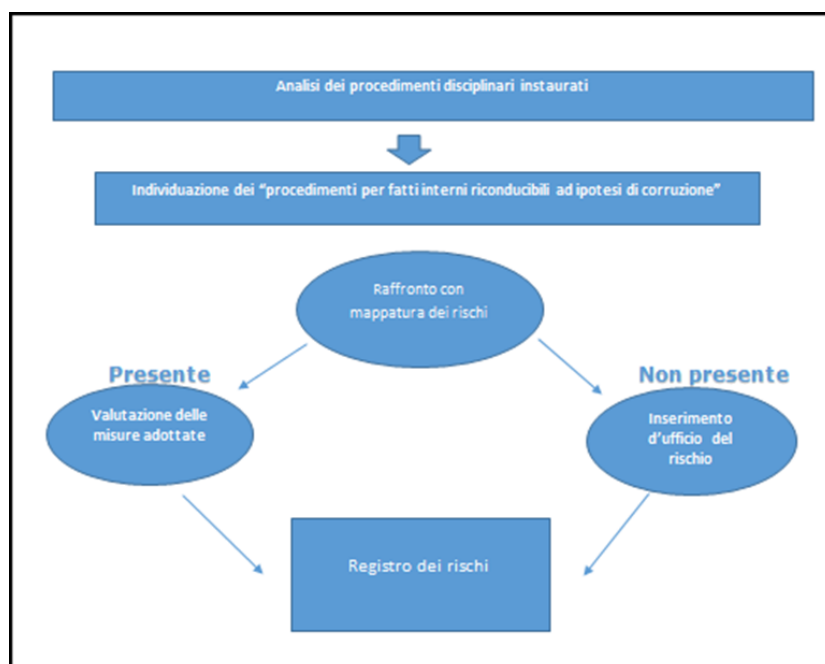 Analisi dei procedimenti disciplinari instaurati
Individuazione dei "procedimenti per fatti interni riconducibili ad ipotesi di corruzione"
Raffronto con
mappatura dei rischi
Presente
Non presente
Valutazione delle
misure adottate
Inserimento
d'ufficio del
rischio
Registro dei rischi